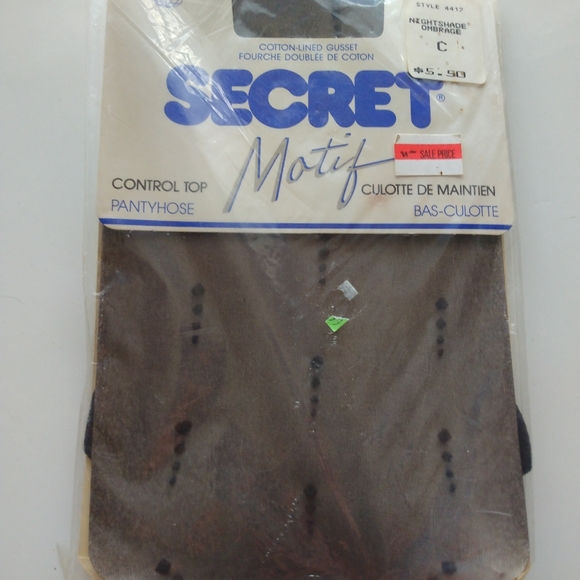 STYLE 4417
NIGHTSHADE
OMBRAGE
C
*5.90
COTTON-LINED GUSSET
FOURCHE DOUBLÉE DE COTON
SECRET®
Motif
SALE PRICE
CONTROL TOP
CULOTTE DE MAINTIEN
PANTYHOSE
BAS-CULOTTE